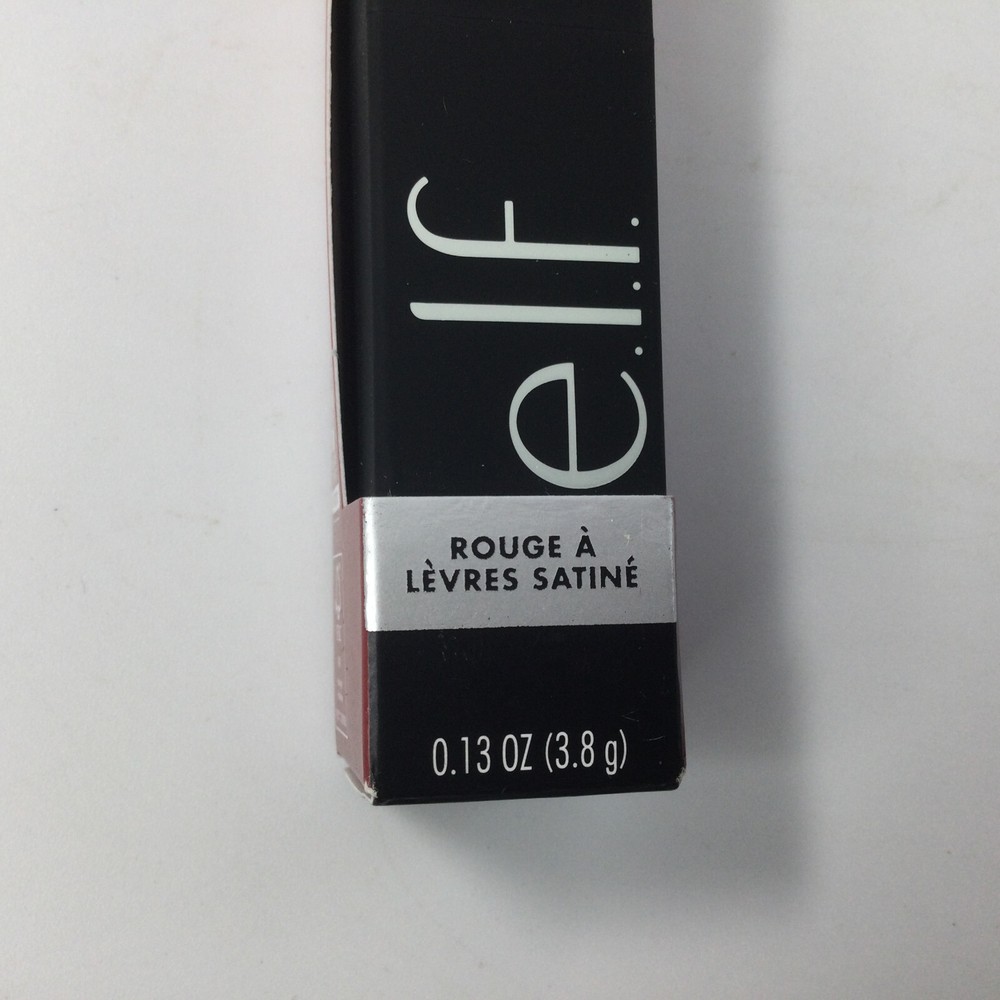 e.l.f.
ROUGE À
LÈVRES SATINÉ
0.13 OZ (3.8 g)